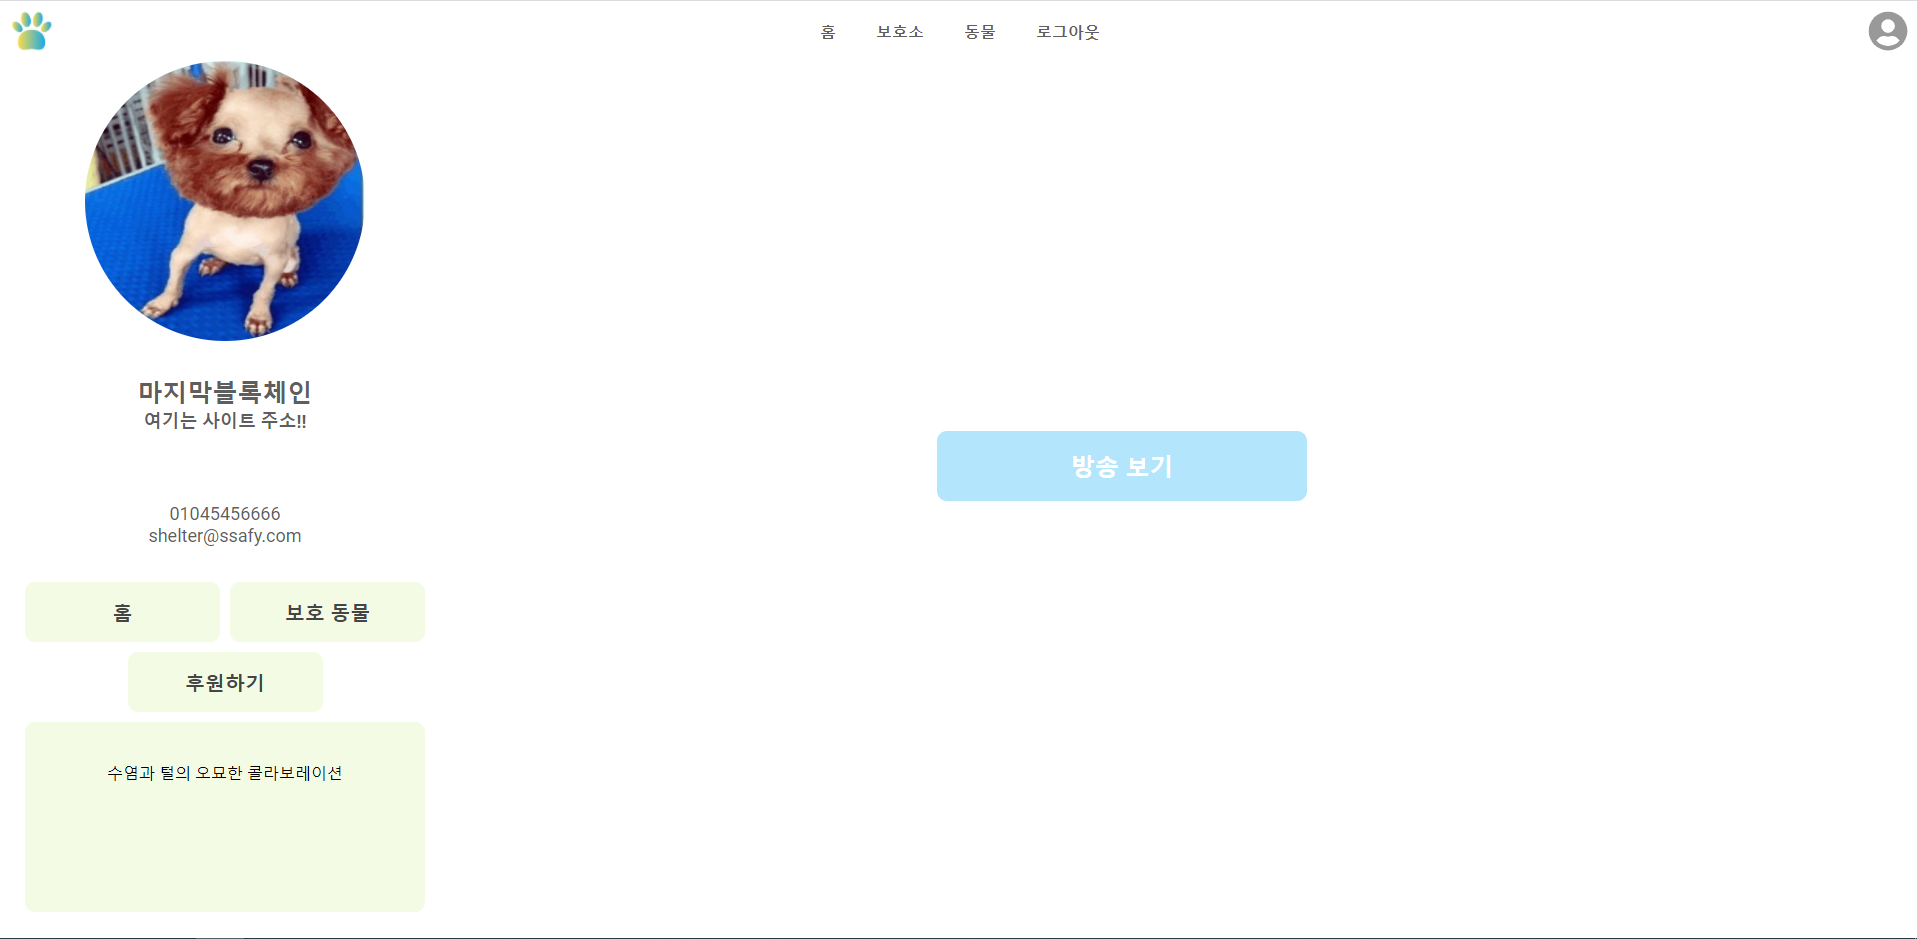 홈 보호소 동물 로그아웃
마지막블록체인
여기는 사이트 주소!!
01045456666
shelter@ssafy.com
홈 보호 동물
후원하기
수염과 털의 오묘한 콜라보레이션
방송 보기